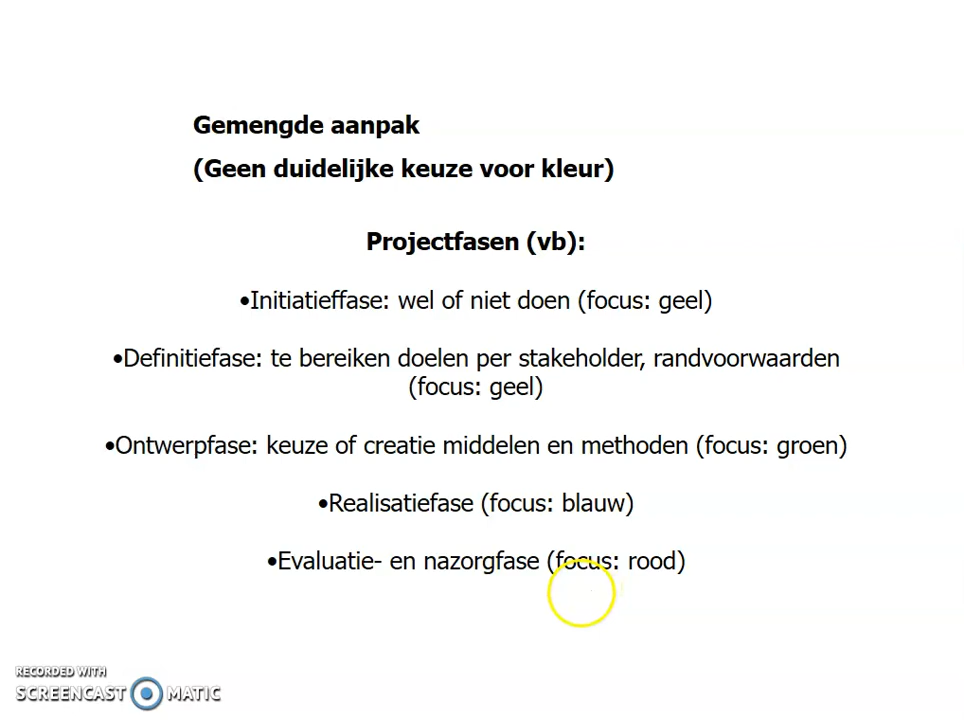 Gemengde aanpak
(Geen duidelijke keuze voor kleur)
Projectfasen (vb):
•Initiatieffase: wel of niet doen (focus: geel)
•Definitiefase: te bereiken doelen per stakeholder, randvoorwaarden
(focus: geel)
•Ontwerpfase: keuze of creatie middelen en methoden (focus: groen)
•Realisatiefase (focus: blauw)
•Evaluatie- en nazorgfase (focus: rood)
RECORDED WITH
SCREENCAST MATIC